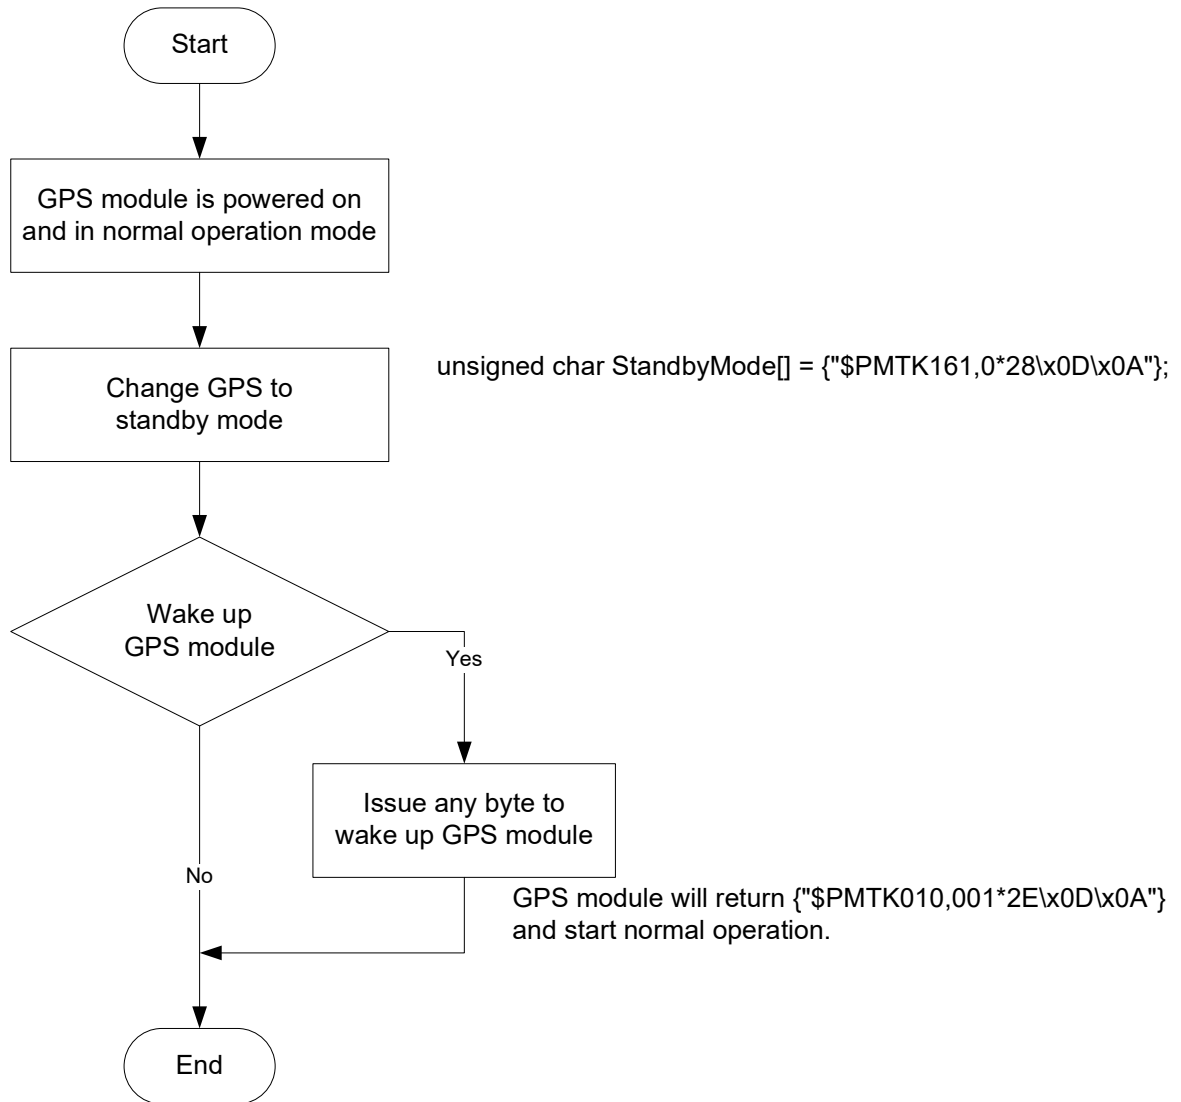 Start
GPS module is powered on
and in normal operation mode
Change GPS to
standby mode
unsigned char StandbyMode[] = {"$PMTK161,0*28\x0D\x0A"};
Wake up
GPS module
Yes
Issue any byte to
wake up GPS module
No
GPS module will return {"$PMTK010,001*2E\x0D\x0A"}
and start normal operation.
End